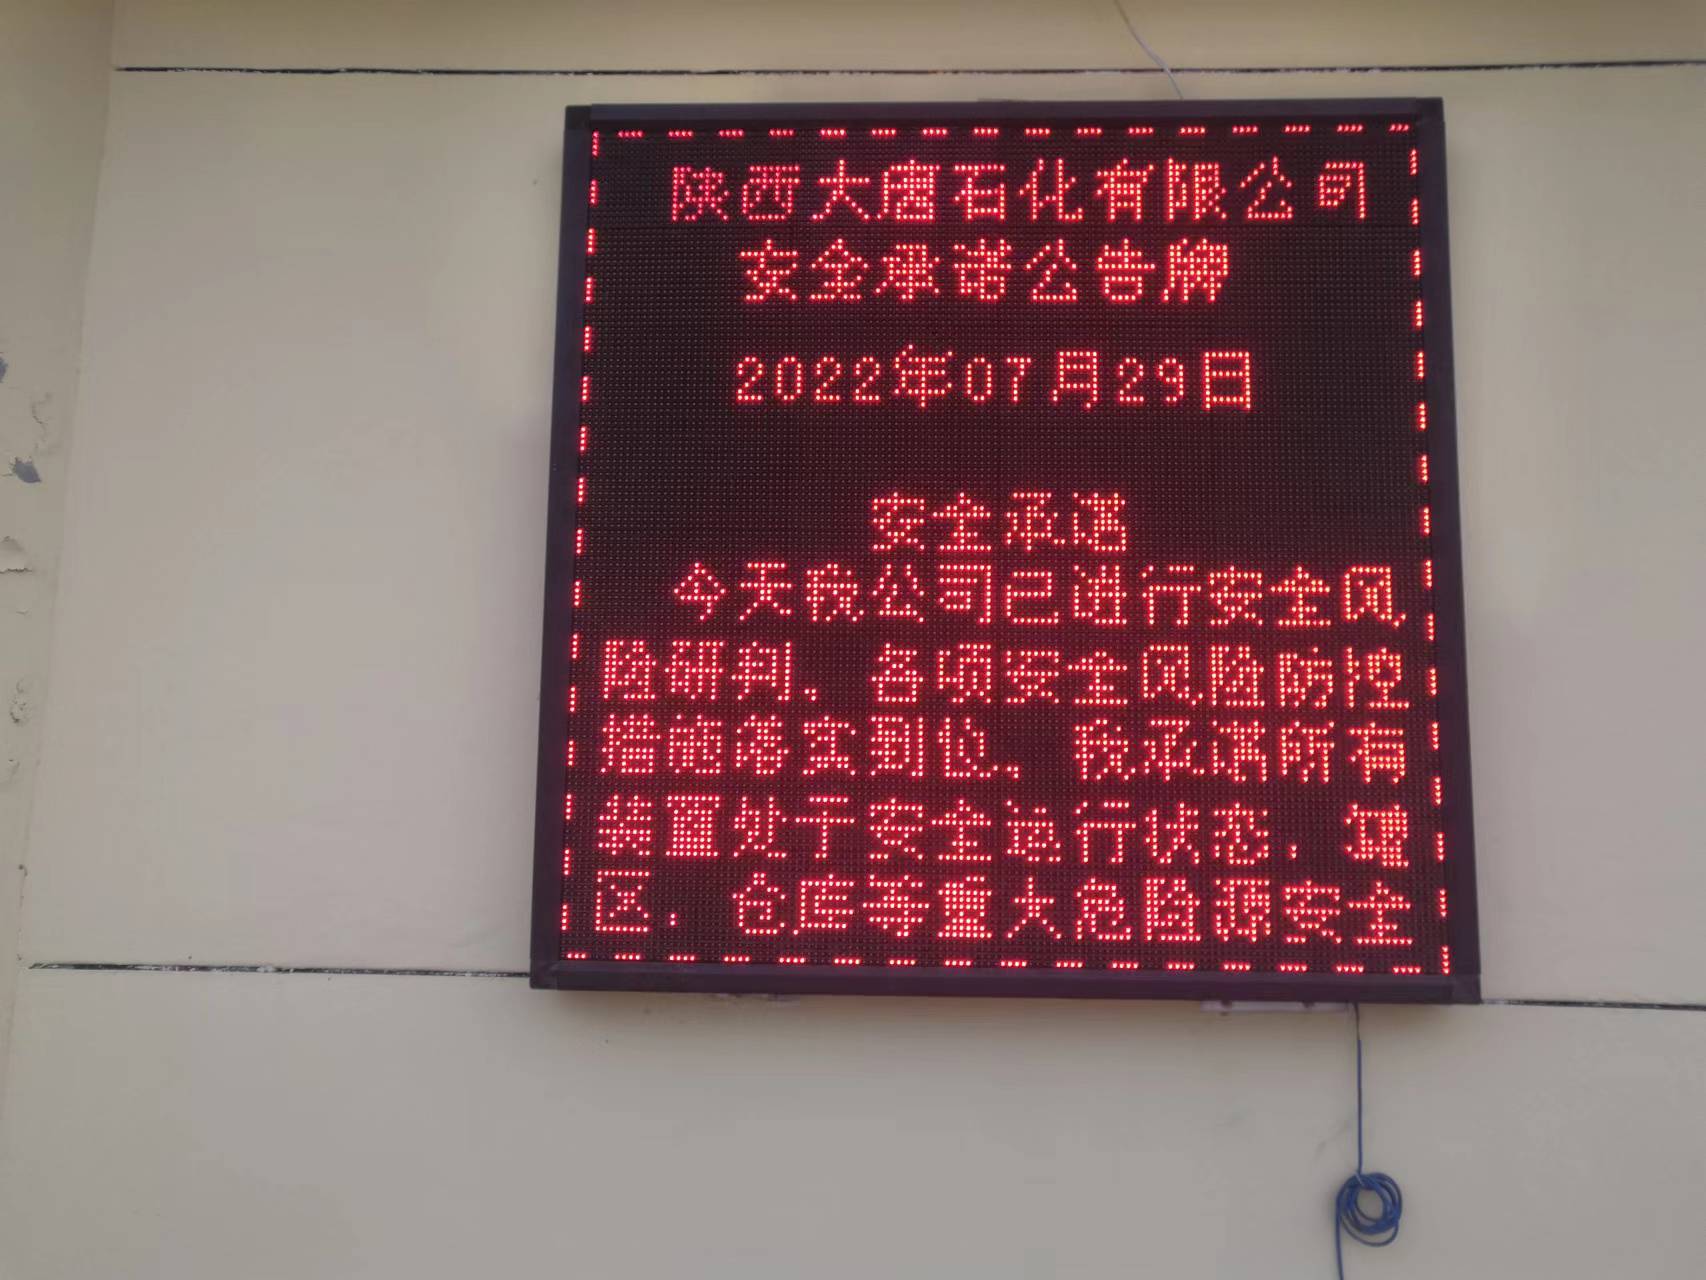 陕西大唐石化有限公司
安全承诺公告牌
2022年07月29日
安全承诺
今天我公司已进行安全风
险研判，各项安全风险防控
措施落实到位。我承诺所有
装置处于安全运行状态，罐
区，仓库等重大危险源安全